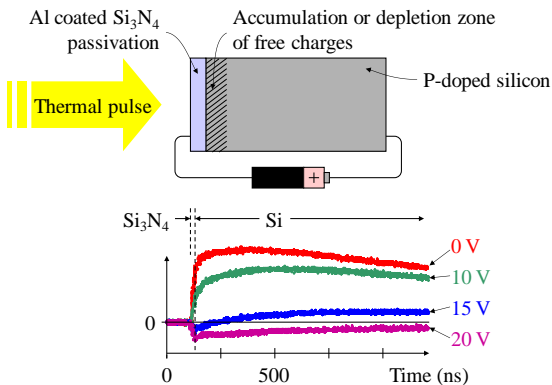 Al coated Si₃N₄
passivation
Accumulation or depletion zone
of free charges
P-doped silicon
Thermal pulse
+
Si₃N₄
Si
0 V
10 V
15 V
20 V
0
0
500
Time (ns)